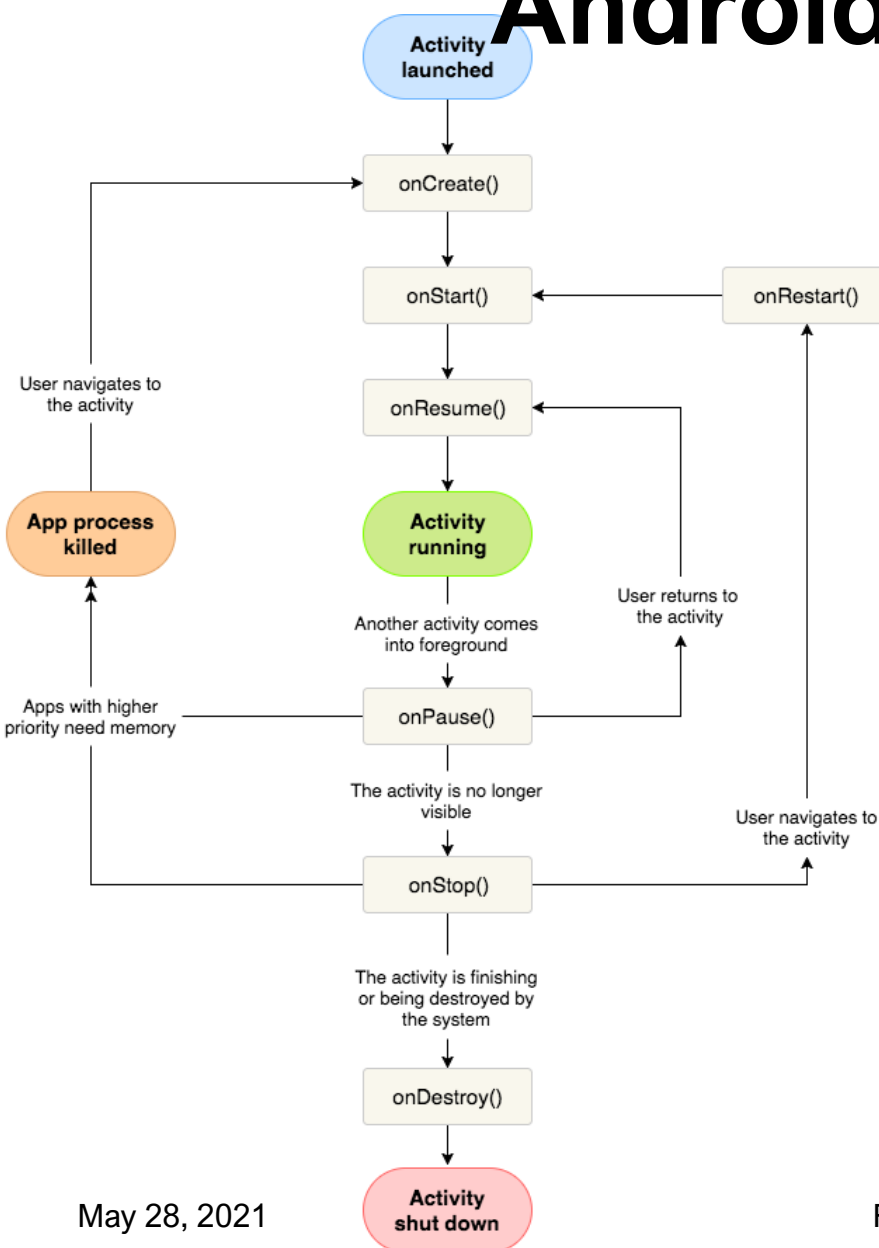 Android
Activity
launched
onCreate()
onStart()
onRestart()
User navigates to
the activity
onResume()
App process
killed
Activity
running
User returns to
the activity
Another activity comes
into foreground
Apps with higher
priority need memory
onPause()
The activity is no longer
visible
User navigates to
the activity
onStop()
The activity is finishing
or being destroyed by
the system
onDestroy()
Activity
shut down
May 28, 2021